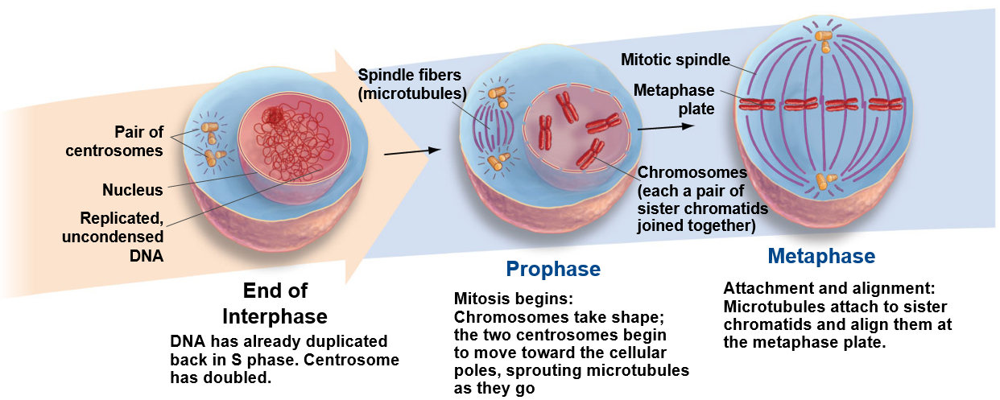 Pair of
centrosomes
Nucleus
Replicated,
uncondensed
DNA
End of
Interphase
DNA has already duplicated
back in S phase. Centrosome
has doubled.
Spindle fibers
(microtubules)
Chromosomes
(each a pair of
sister chromatids
joined together)
Prophase
Mitosis begins:
Chromosomes take shape;
the two centrosomes begin
to move toward the cellular
poles, sprouting microtubules
as they go
Mitotic spindle
Metaphase
plate
Metaphase
Attachment and alignment:
Microtubules attach to sister
chromatids and align them at
the metaphase plate.